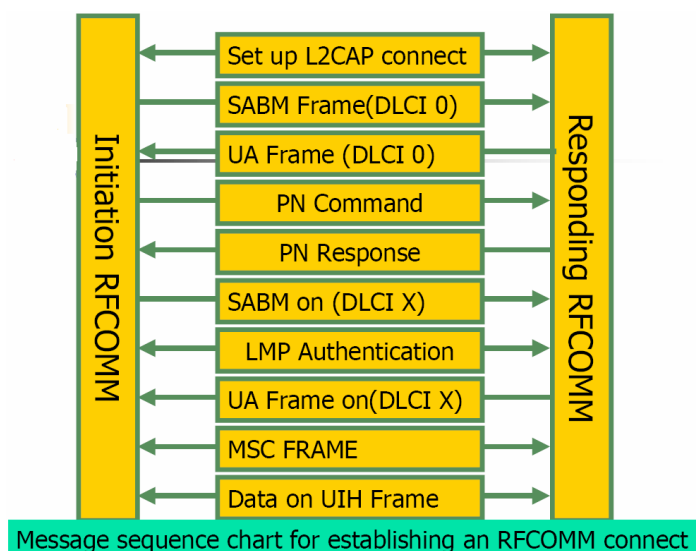 Initiation RFCOMM
Set up L2CAP connect
SABM Frame(DLCI 0)
UA Frame (DLCI 0)
PN Command
PN Response
SABM on (DLCI X)
LMP Authentication
UA Frame on(DLCI X)
MSC FRAME
Data on UIH Frame
Responding RFCOMM
Message sequence chart for establishing an RFCOMM connect